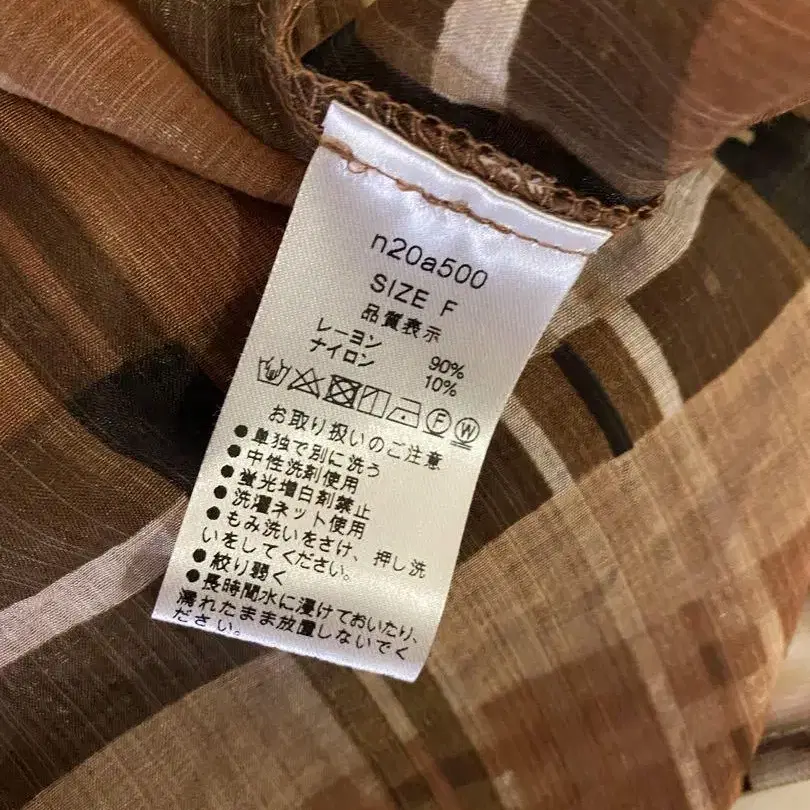 n20a500
SIZE F
品質表示
レーヨン 90%
ナイロン 10%
F W
お取り扱いのご注意
●単独で別に洗う
●中性洗剤使用
●蛍光増白剤禁止
●洗濯ネット使用
●もみ洗いをさけ、押し洗
いをしてください。
●絞り弱く
●長時間水に浸けておいたり、
濡れたまま放置しないでく
ださい。